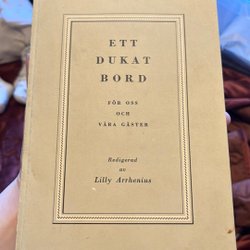 ETT
DUKAT
BORD
FÖR OSS
OCH
VÅRA GÄSTER
Redigerad
av
Lilly Arrhenius